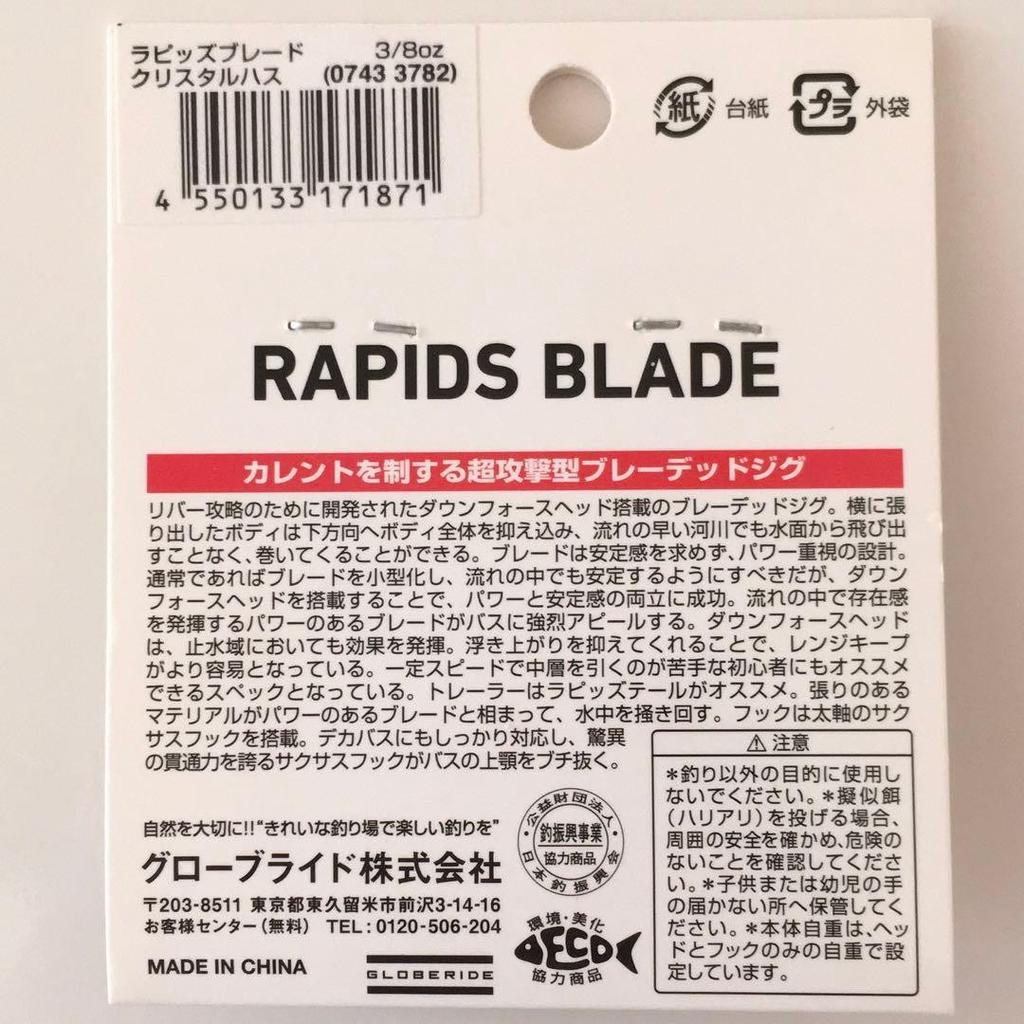 ラピッズブレード 3/8oz
クリスタルハス (0743 3782)
4 550133 171871
紙 台紙 プラ 外袋
RAPIDS BLADE
カレントを制する超攻撃型ブレーデッドジグ
リバー攻略のために開発されたダウンフォースヘッド搭載のブレーデッドジグ。横に張
り出したボディは下方向へボディ全体を抑え込み、流れの早い河川でも水面から飛び出
すことなく、巻いてくることができる。ブレードは安定感を求めず、パワー重視の設計。
通常であればブレードを小型化し、流れの中でも安定するようにすべきだが、ダウン
フォースヘッドを搭載することで、パワーと安定感の両立に成功。流れの中で存在感
を発揮するパワーのあるブレードがバスに強烈アピールする。ダウンフォースヘッド
は、止水域においても効果を発揮。浮き上がりを抑えてくれることで、レンジキープ
がより容易となっている。一定スピードで中層を引くのが苦手な初心者にもオススメ
できるスペックとなっている。トレーラーはラピッズテールがオススメ。張りのある
マテリアルがパワーのあるブレードと相まって、水中を掻き回す。フックは太軸のサク
サスフックを搭載。デカバスにもしっかり対応し、驚異
の貫通力を誇るサクサスフックがバスの上顎をブチ抜く。
⚠ 注意
*釣り以外の目的に使用し
ないでください。*擬似餌
(ハリアリ)を投げる場合、
周囲の安全を確かめ、危険の
ないことを確認してくださ
い。*子供または幼児の手
の届かない所へ保管してく
ださい。*本体自重は、ヘッ
ドとフックのみの自重で設
定しています。
自然を大切に!!"きれいな釣り場で楽しい釣りを"
グローブライド株式会社
〒203-8511 東京都東久留米市前沢3-14-16
お客様センター(無料) TEL:0120-506-204
MADE IN CHINA
GLOBERIDE
公益財団法人
釣振興事業
協力商品
日本釣振興会
環境・美化
ECO
協力商品